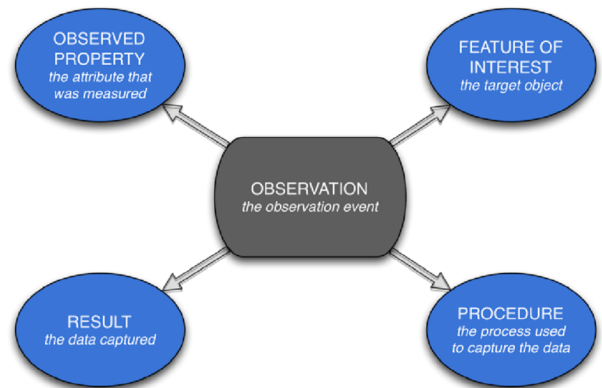 OBSERVED
PROPERTY
the attribute that
was measured
FEATURE OF
INTEREST
the target object
OBSERVATION
the observation event
RESULT
the data captured
PROCEDURE
the process used
to capture the data